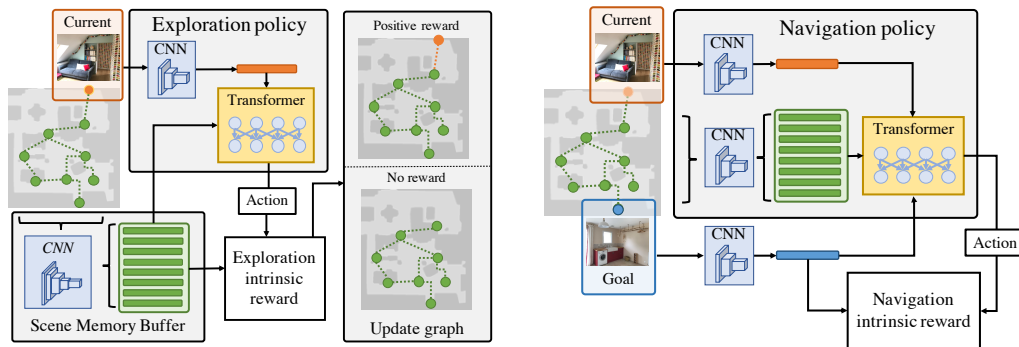 Current
Exploration policy
CNN
Transformer
Action
CNN
Scene Memory Buffer
Exploration
intrinsic
reward
Positive reward
No reward
Update graph
Current
Navigation policy
CNN
CNN
Transformer
Goal
CNN
Action
Navigation
intrinsic reward